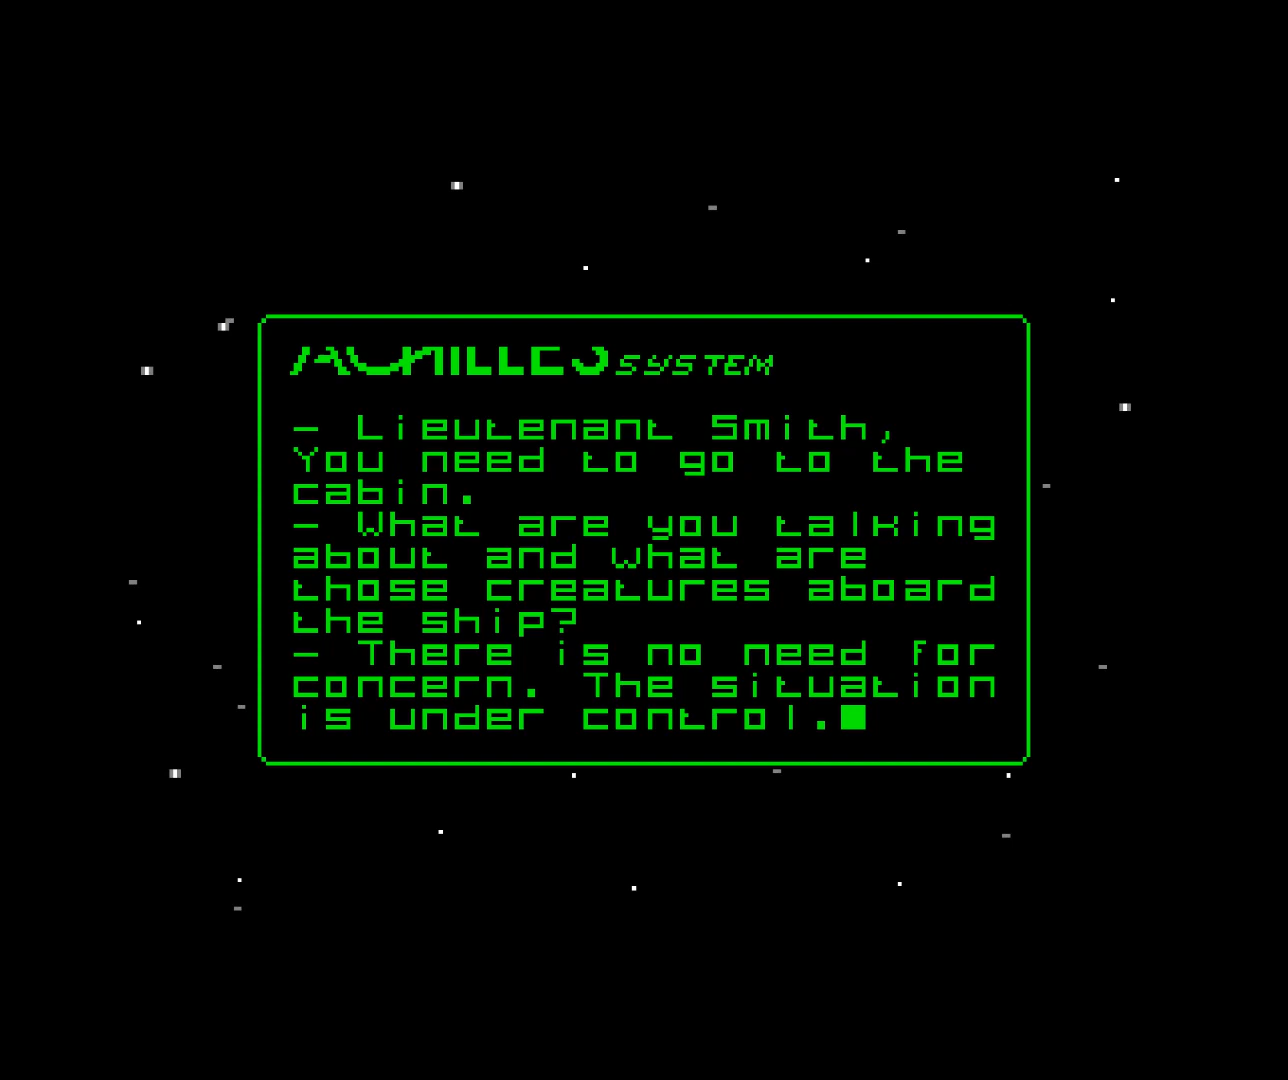 SYSTEM
– Lieutenant Smith,
You need to go to the
cabin.
– What are you talking
about and what are
those creatures aboard
the ship?
– There is no need for
concern. The situation
is under control.